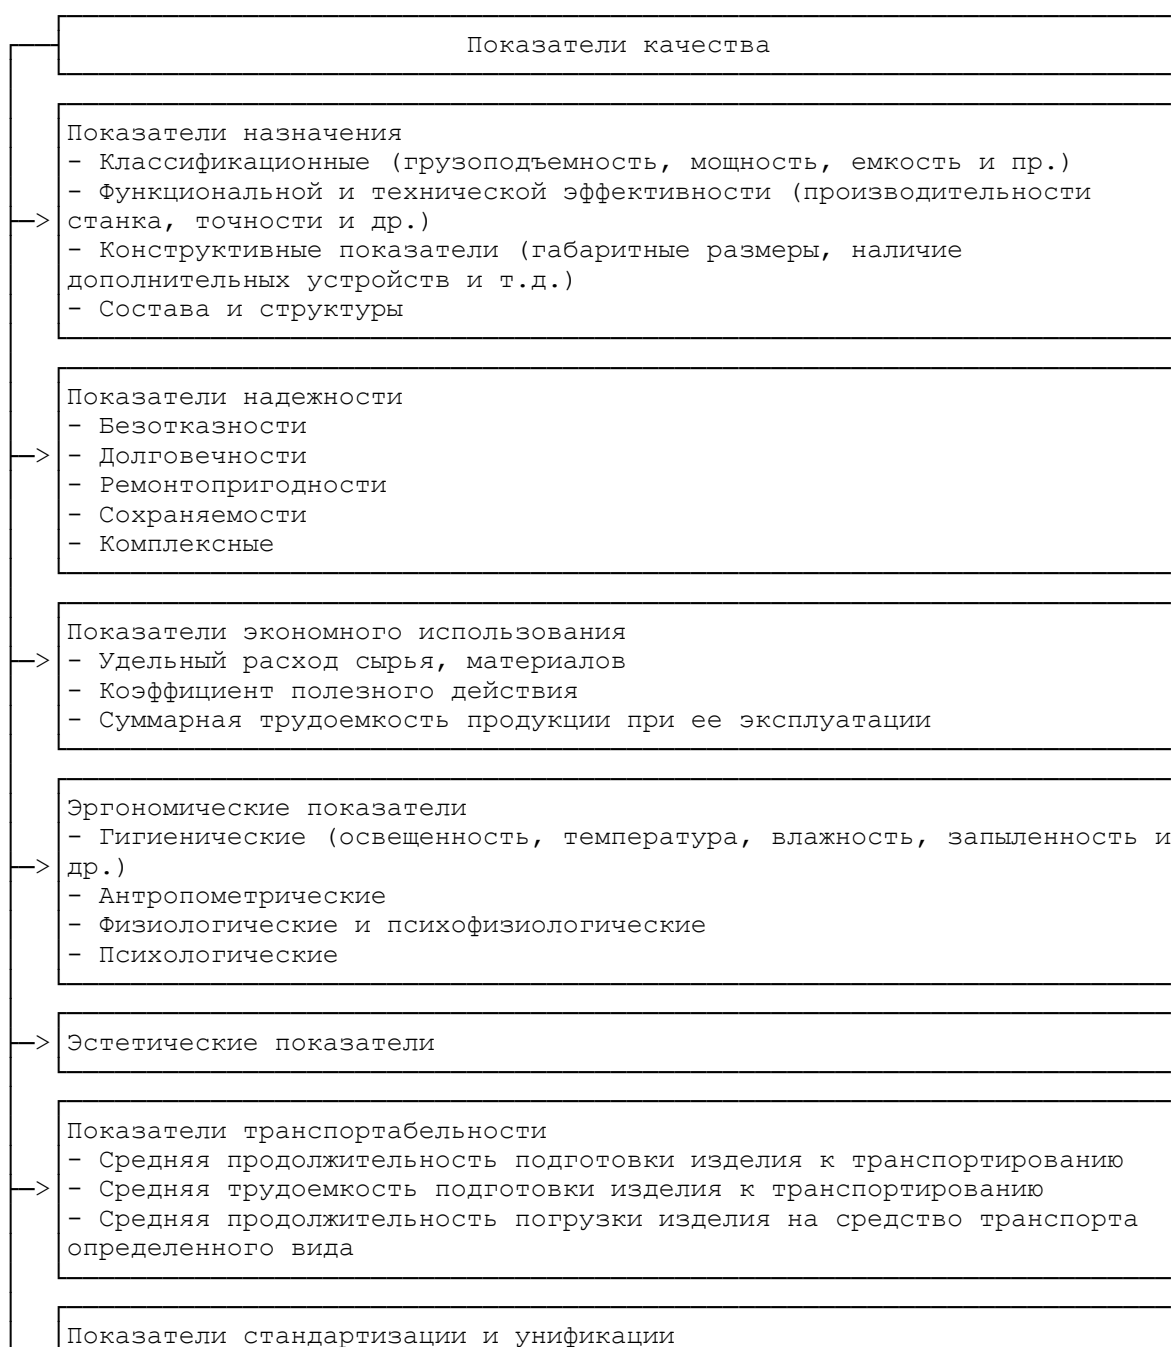 Показатели качества
Показатели назначения
- Классификационные (грузоподъемность, мощность, емкость и пр.)
- Функциональной и технической эффективности (производительности
станка, точности и др.)
- Конструктивные показатели (габаритные размеры, наличие
дополнительных устройств и т.д.)
- Состава и структуры
Показатели надежности
- Безотказности
- Долговечности
- Ремонтопригодности
- Сохраняемости
- Комплексные
Показатели экономного использования
- Удельный расход сырья, материалов
- Коэффициент полезного действия
- Суммарная трудоемкость продукции при ее эксплуатации
Эргономические показатели
- Гигиенические (освещенность, температура, влажность, запыленность и
др.)
- Антропометрические
- Физиологические и психофизиологические
- Психологические
Эстетические показатели
Показатели транспортабельности
- Средняя продолжительность подготовки изделия к транспортированию
- Средняя трудоемкость подготовки изделия к транспортированию
- Средняя продолжительность погрузки изделия на средство транспорта
определенного вида
Показатели стандартизации и унификации